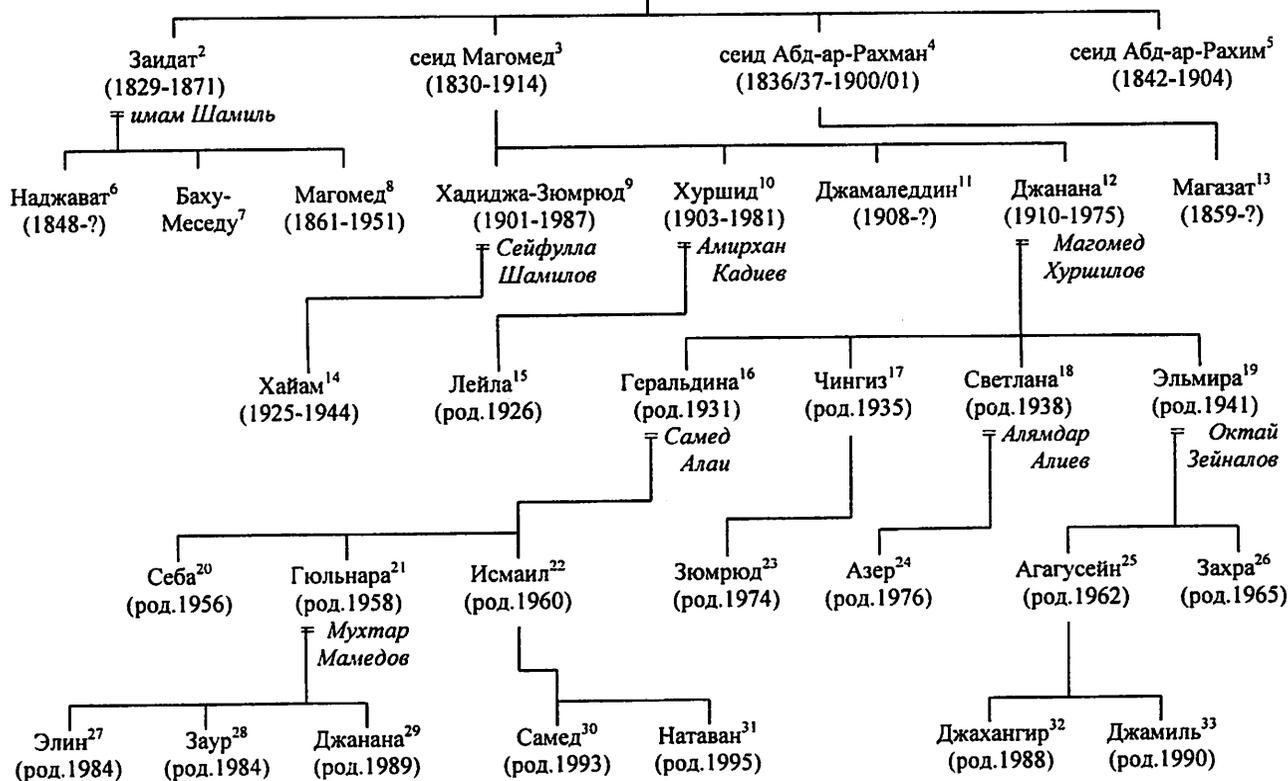 Заидат² сеид Магомед³ сеид Абд-ар-Рахман⁴ сеид Абд-ар-Рахим⁵
(1829-1871) (1830-1914) (1836/37-1900/01) (1842-1904)
имам Шамиль
Наджават⁶ Баху- Магомед⁸ Хадиджа-Зюмрюд⁹ Хуршид¹⁰ Джамаледдин¹¹ Джанана¹² Магазат¹³
(1848-?) Меседу⁷ (1861-1951) (1901-1987) (1903-1981) (1908-?) (1910-1975) (1859-?)
Сейфулла Амирхан Магомед
Шамилов Кадиев Хуршилов
Хайам¹⁴ Лейла¹⁵ Геральдина¹⁶ Чингиз¹⁷ Светлана¹⁸ Эльмира¹⁹
(1925-1944) (род.1926) (род.1931) (род.1935) (род.1938) (род.1941)
Самед Алямдар Октай
Алаи Алиев Зейналов
Себа²⁰ Гюльнара²¹ Исмаил²² Зюмрюд²³ Азер²⁴ Агагусейн²⁵ Захра²⁶
(род.1956) (род.1958) (род.1960) (род.1974) (род.1976) (род.1962) (род.1965)
Мухтар
Мамедов
Элин²⁷ Заур²⁸ Джанана²⁹ Самед³⁰ Натаван³¹ Джахангир³² Джамиль³³
(род.1984) (род.1984) (род.1989) (род.1993) (род.1995) (род.1988) (род.1990)